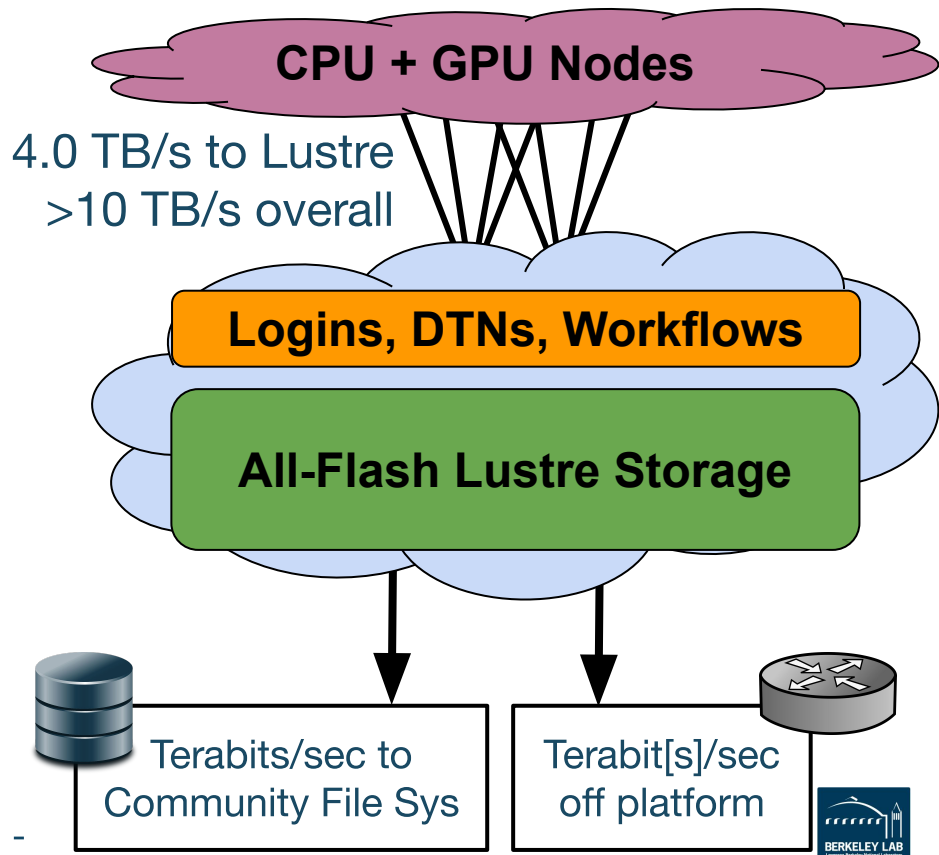 CPU + GPU Nodes
4.0 TB/s to Lustre
>10 TB/s overall
Logins, DTNs, Workflows
All-Flash Lustre Storage
Terabits/sec to
Community File Sys
Terabit[s]/sec
off platform
-
BERKELEY LAB